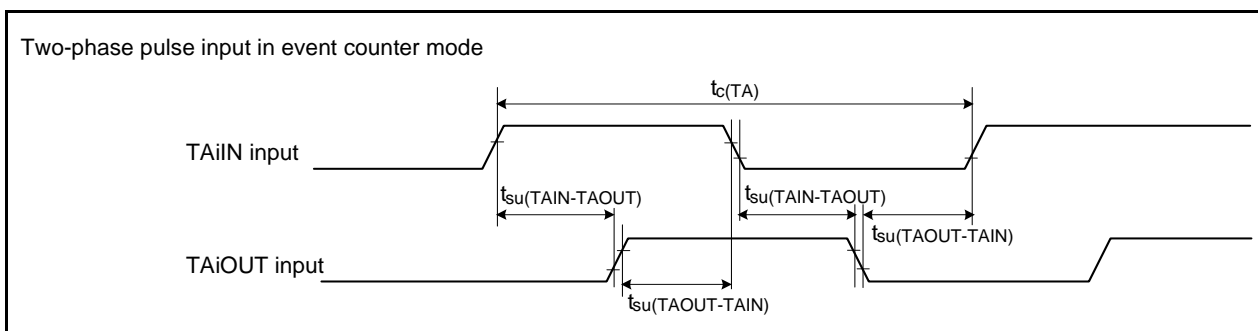 Two-phase pulse input in event counter mode
tc(TA)
TAiIN input
tsu(TAIN-TAOUT)
tsu(TAIN-TAOUT)
tsu(TAOUT-TAIN)
TAiOUT input
tsu(TAOUT-TAIN)